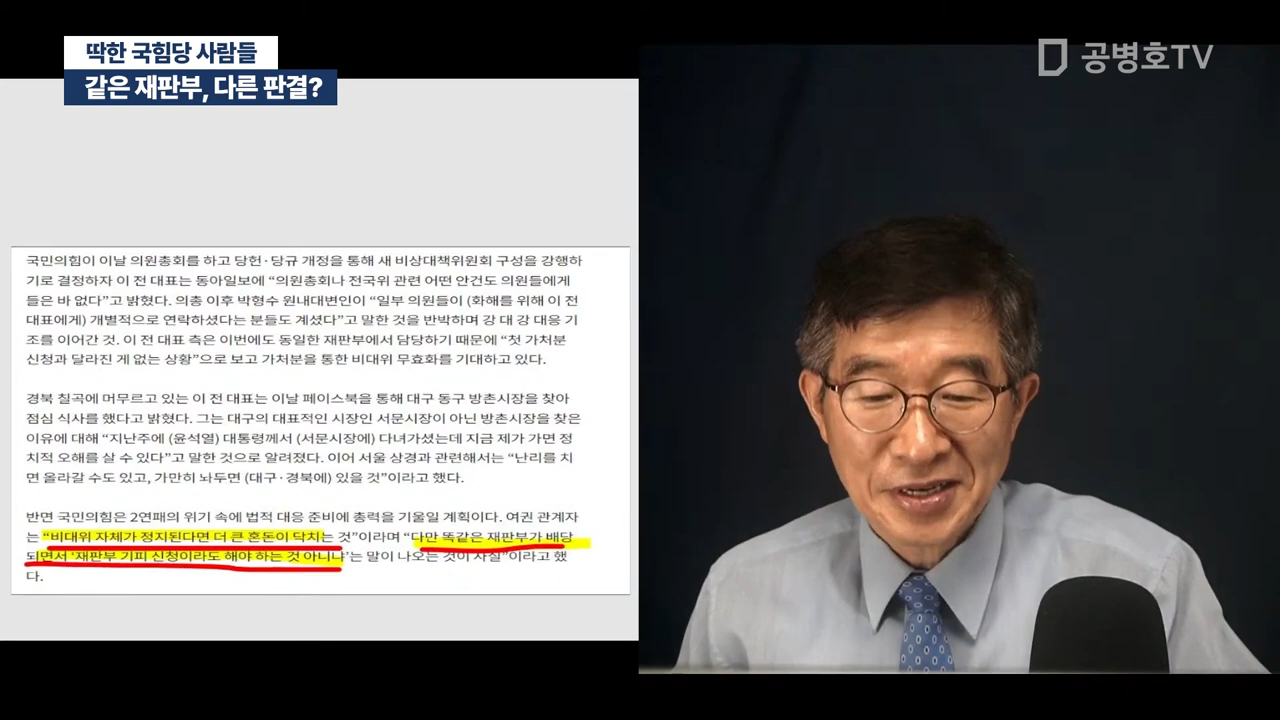 딱한 국힘당 사람들
같은 재판부, 다른 판결?
공병호TV
국민의힘이 이날 의원총회를 하고 당헌·당규 개정을 통해 새 비상대책위원회 구성을 강행하
기로 결정하자 이 전 대표는 동아일보에 “의원총회나 전국위 관련 어떤 안건도 의원들에게
들은 바 없다”고 밝혔다. 의총 이후 박형수 원내대변인이 “일부 의원들이 (화해를 위해 이 전
대표에게) 개별적으로 연락하셨다는 분들도 계셨다”고 말한 것을 반박하며 강 대 강 대응 기
조를 이어간 것. 이 전 대표 측은 이번에도 동일한 재판부에서 담당하기 때문에 “첫 가처분
신청과 달라진 게 없는 상황”으로 보고 가처분을 통한 비대위 무효화를 기대하고 있다.
경북 칠곡에 머무르고 있는 이 전 대표는 이날 페이스북을 통해 대구 동구 방촌시장을 찾아
점심 식사를 했다고 밝혔다. 그는 대구의 대표적인 시장인 서문시장이 아닌 방촌시장을 찾은
이유에 대해 “지난주에 (윤석열) 대통령께서 (서문시장에) 다녀가셨는데 지금 제가 가면 정
치적 오해를 살 수 있다”고 말한 것으로 알려졌다. 이어 서울 상경과 관련해서는 “난리를 치
면 올라갈 수도 있고, 가만히 놔두면 (대구·경북에) 있을 것”이라고 했다.
반면 국민의힘은 2연패의 위기 속에 법적 대응 준비에 총력을 기울일 계획이다. 여권 관계자
는 “비대위 자체가 정지된다면 더 큰 혼돈이 닥치는 것”이라며 “다만 똑같은 재판부가 배당
되면서 ‘재판부 기피 신청이라도 해야 하는 것 아니냐’는 말이 나오는 것이 사실”이라고 했
다.